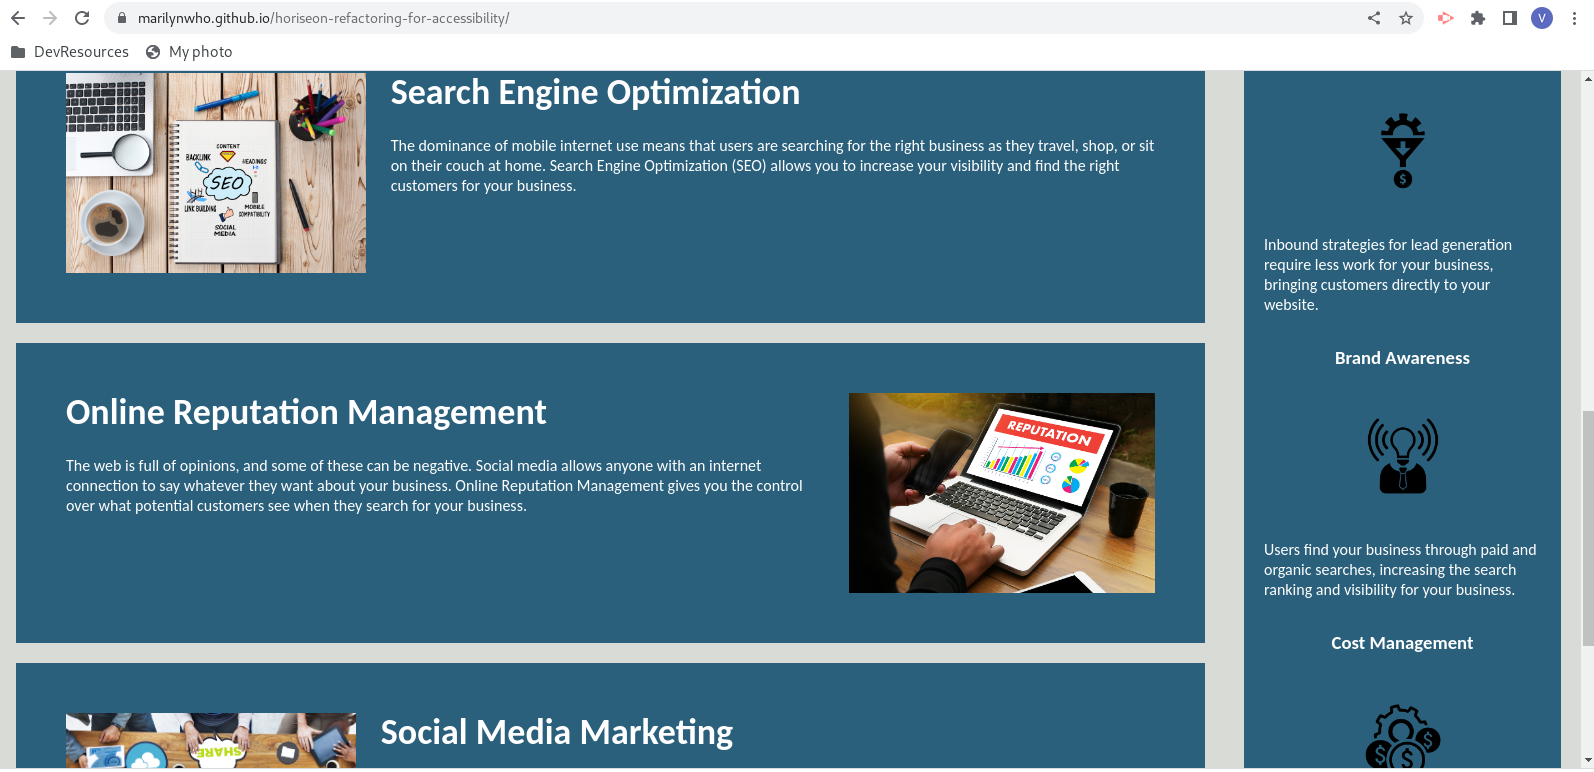 marilynwho.github.io/horiseon-refactoring-for-accessibility/
V
DevResources
My photo
Search Engine Optimization
The dominance of mobile internet use means that users are searching for the right business as they travel, shop, or sit
on their couch at home. Search Engine Optimization (SEO) allows you to increase your visibility and find the right
customers for your business.
CONTENT
BACKLINK
HEADINGS
SEO
LINK BUILDING
MOBILE
COMPATIBILITY
SOCIAL
MEDIA
Online Reputation Management
The web is full of opinions, and some of these can be negative. Social media allows anyone with an internet
connection to say whatever they want about your business. Online Reputation Management gives you the control
over what potential customers see when they search for your business.
REPUTATION
Social Media Marketing
SHARE
$
Inbound strategies for lead generation
require less work for your business,
bringing customers directly to your
website.
Brand Awareness
Users find your business through paid and
organic searches, increasing the search
ranking and visibility for your business.
Cost Management
$ $ $